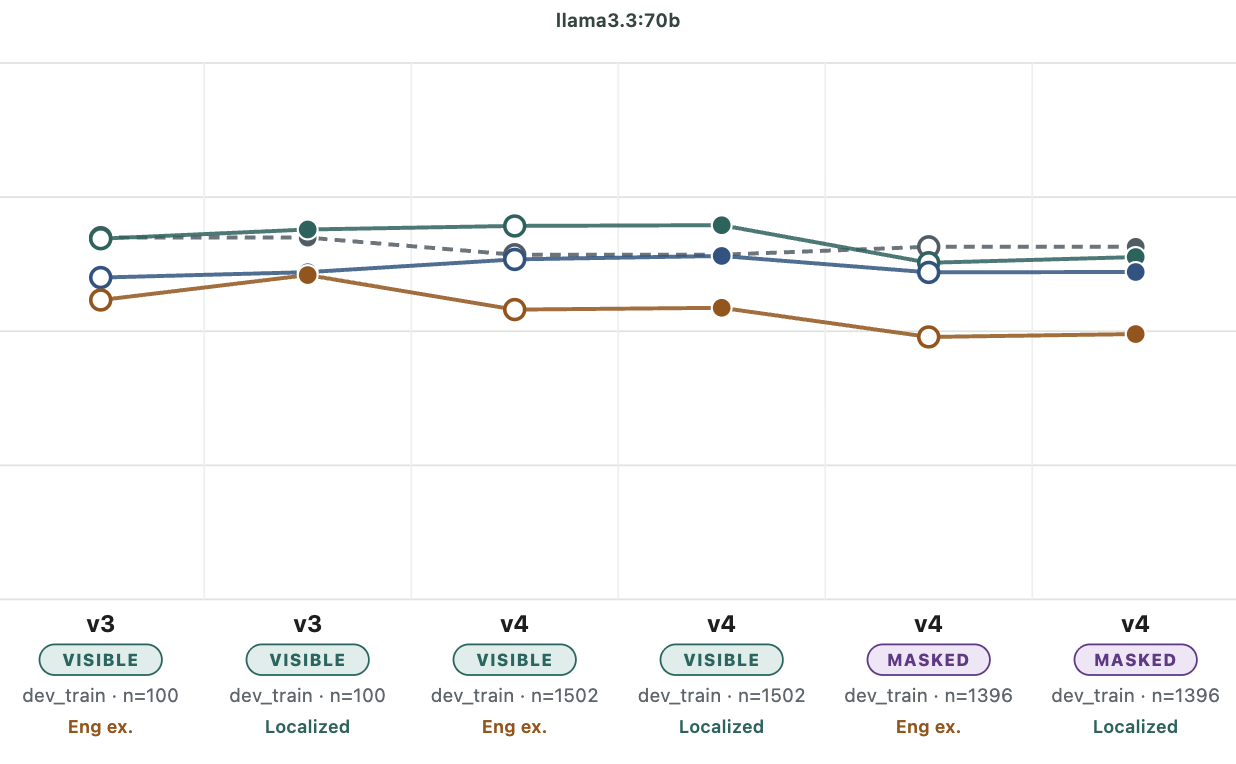 llama3.3:70b
v3 v3 v4 v4 v4 v4
VISIBLE VISIBLE VISIBLE VISIBLE MASKED MASKED
dev_train · n=100 dev_train · n=100 dev_train · n=1502 dev_train · n=1502 dev_train · n=1396 dev_train · n=1396
Eng ex. Localized Eng ex. Localized Eng ex. Localized